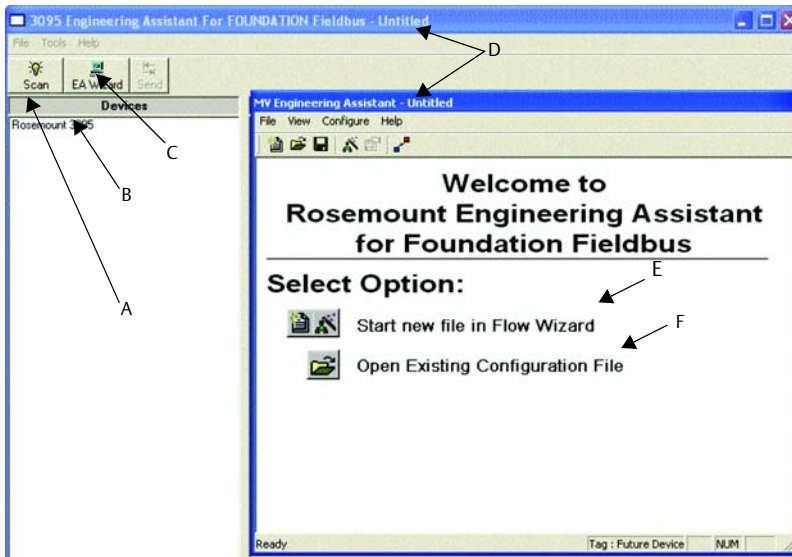 3095 Engineering Assistant For FOUNDATION Fieldbus - Untitled
D
File Tools Help
Scan EA Wizard Send
Devices
Rosemount 3095
C
B
A
MV Engineering Assistant - Untitled
File View Configure Help
Welcome to
Rosemount Engineering Assistant
for Foundation Fieldbus
Select Option:
E
Start new file in Flow Wizard
F
Open Existing Configuration File
Ready Tag : Future Device NUM